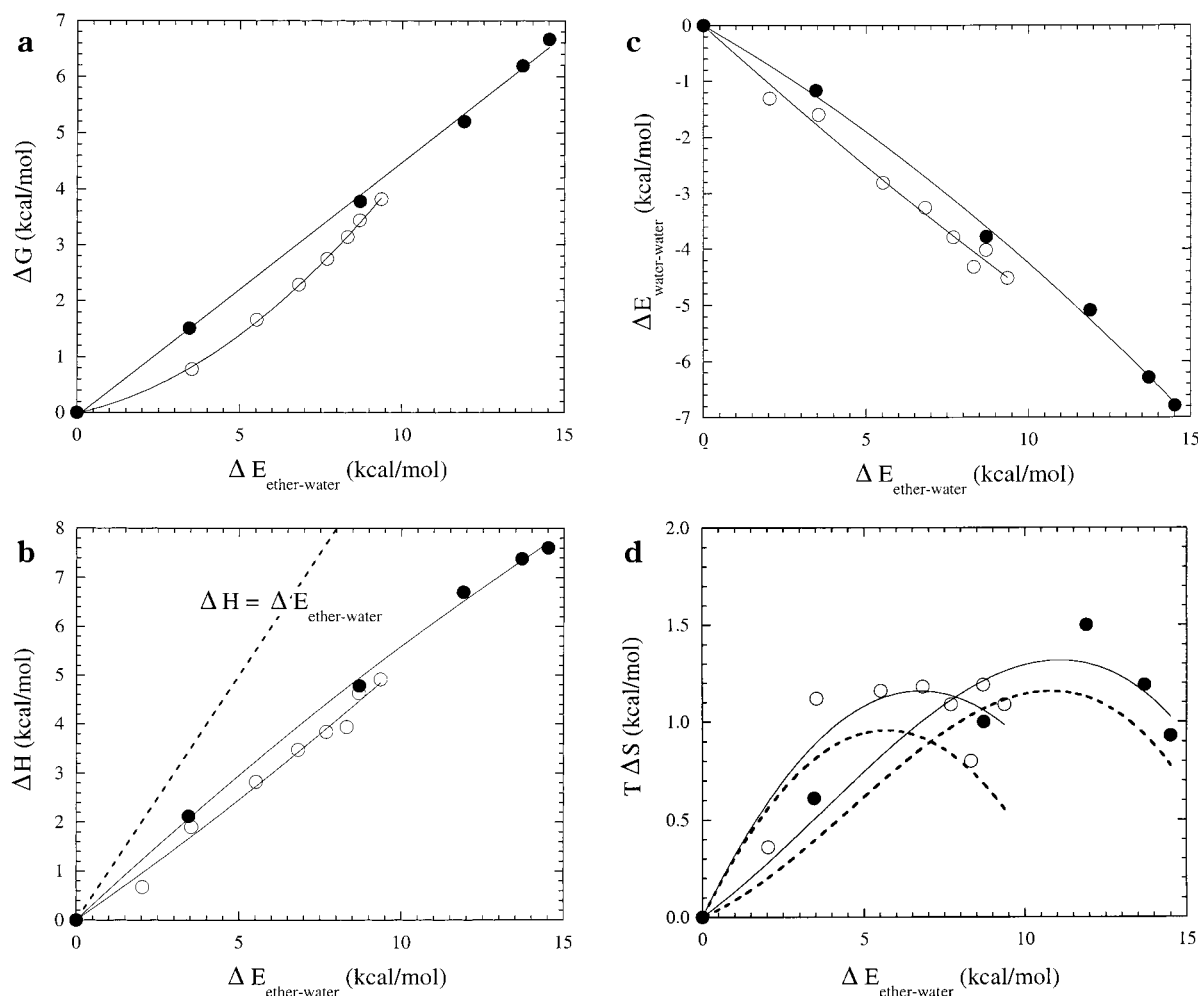 a
7
6
5
4
3
2
1
0
0 5 10 15
ΔG (kcal/mol)
Δ E ether-water (kcal/mol)
c
0
-1
-2
-3
-4
-5
-6
-7
0 5 10 15
ΔE water-water (kcal/mol)
Δ E ether-water (kcal/mol)
b
8
7
6
5
4
3
2
1
0
0 5 10 15
ΔH (kcal/mol)
Δ H = Δ E ether-water
Δ E ether-water (kcal/mol)
d
2.0
1.5
1.0
0.5
0.0
0 5 10 15
T ΔS (kcal/mol)
Δ E ether-water (kcal/mol)